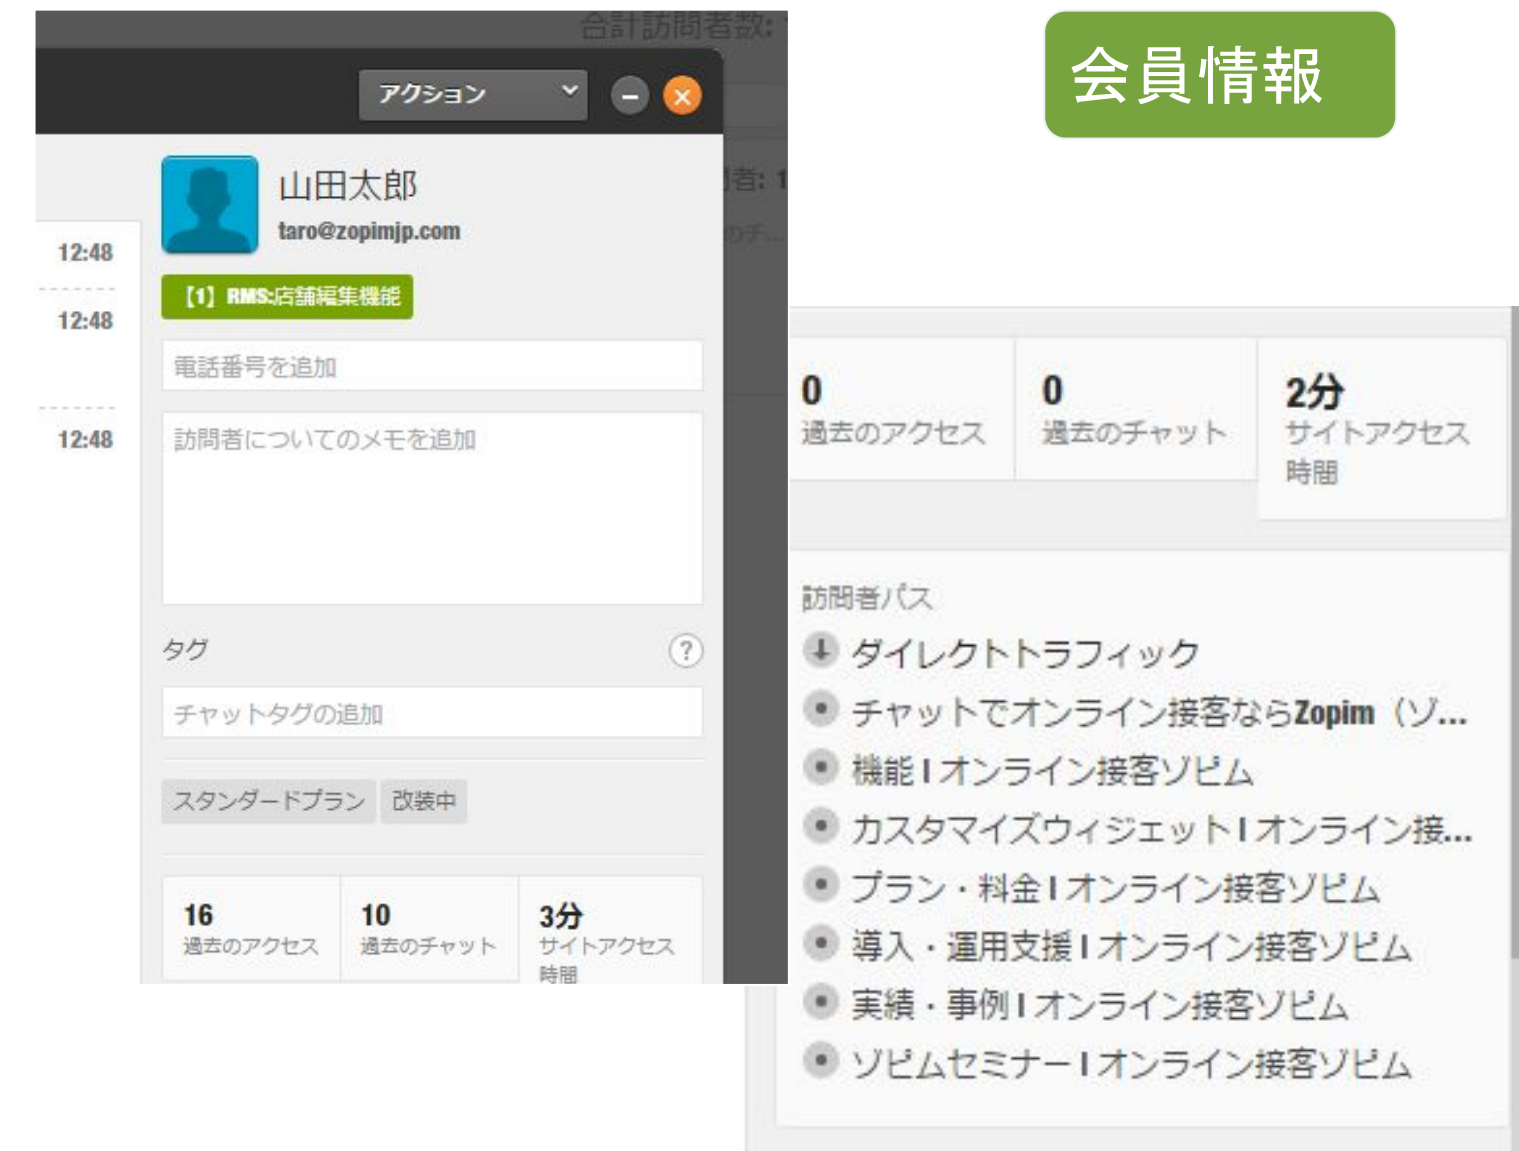 合計訪問者数:
会員情報
アクション
山田太郎
taro@zopimjp.com
者: 1
のチ...
12:48
【1】RMS:店舗編集機能
12:48
電話番号を追加
12:48
訪問者についてのメモを追加
タグ
?
チャットタグの追加
スタンダードプラン 改装中
16
過去のアクセス
10
過去のチャット
3分
サイトアクセス
時間
0
過去のアクセス
0
過去のチャット
2分
サイトアクセス
時間
訪問者パス
ダイレクトトラフィック
チャットでオンライン接客ならZopim（ゾ...
機能 I オンライン接客ゾピム
カスタマイズウィジェット I オンライン接...
プラン・料金 I オンライン接客ゾピム
導入・運用支援 I オンライン接客ゾピム
実績・事例 I オンライン接客ゾピム
ゾピムセミナー I オンライン接客ゾピム